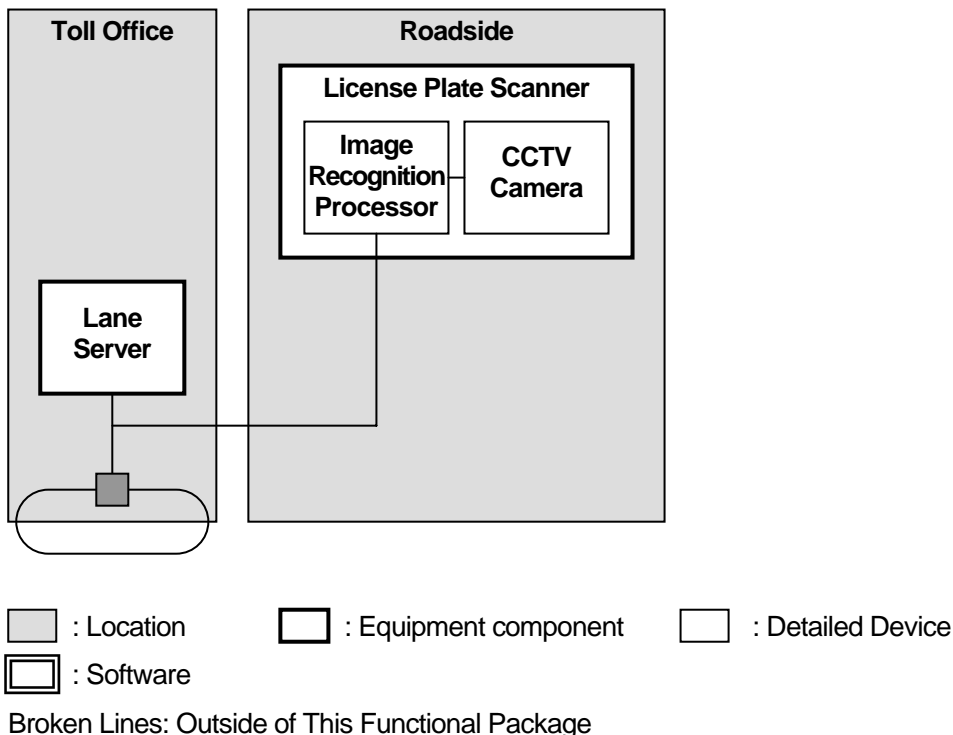 Toll Office
Roadside
License Plate Scanner
Image
Recognition
Processor
CCTV
Camera
Lane
Server
: Location
: Equipment component
: Detailed Device
: Software
Broken Lines: Outside of This Functional Package